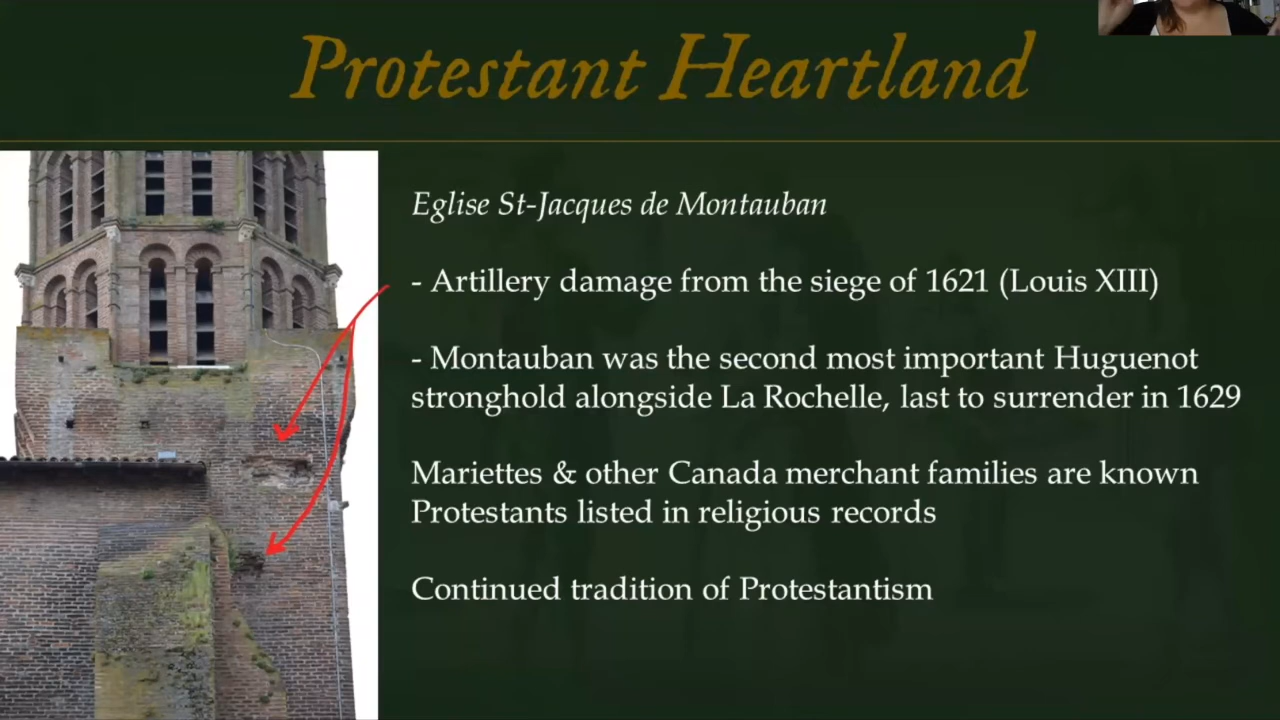 Protestant Heartland
Eglise St-Jacques de Montauban
- Artillery damage from the siege of 1621 (Louis XIII)
- Montauban was the second most important Huguenot
stronghold alongside La Rochelle, last to surrender in 1629
Mariettes & other Canada merchant families are known
Protestants listed in religious records
Continued tradition of Protestantism